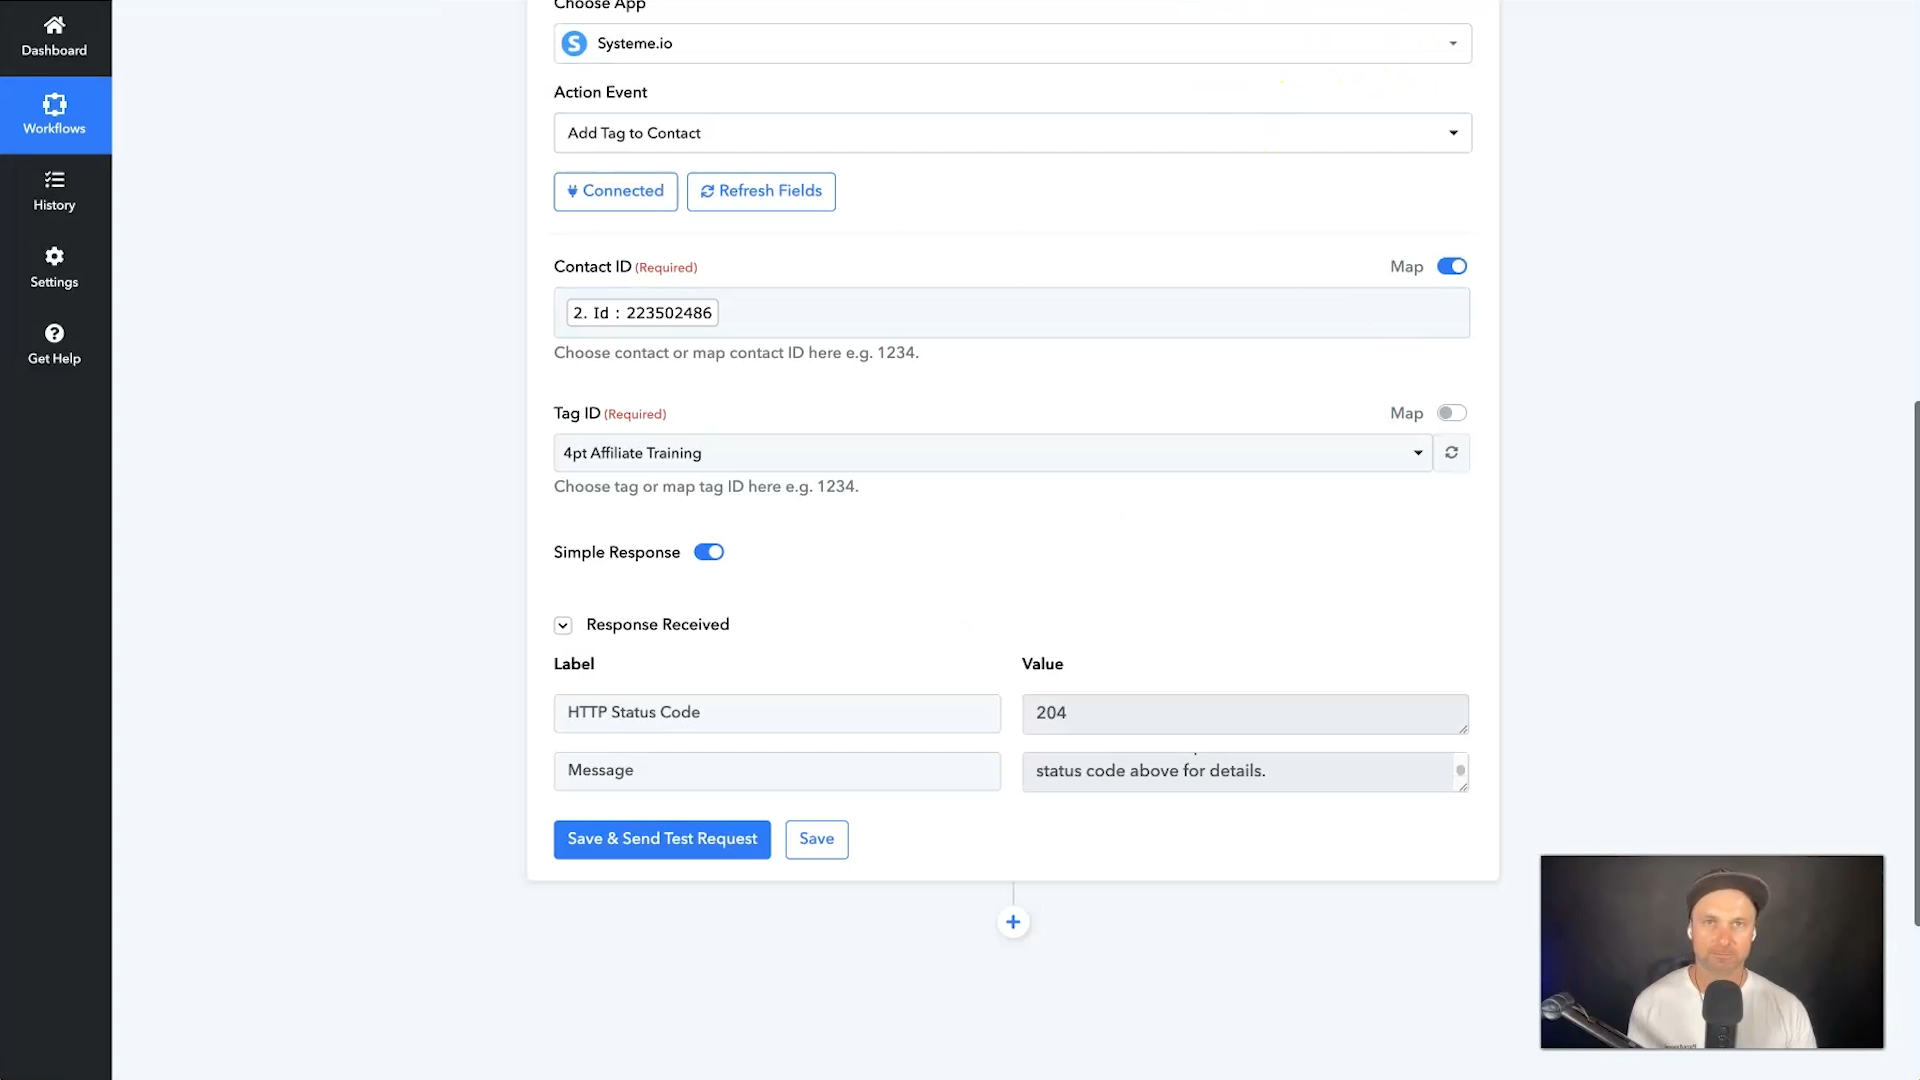 Choose App
Dashboard
Systeme.io
Action Event
Workflows
Add Tag to Contact
Connected
Refresh Fields
History
Contact ID (Required)
Map
Settings
2. Id : 223502486
Get Help
Choose contact or map contact ID here e.g. 1234.
Tag ID (Required)
Map
4pt Affiliate Training
Choose tag or map tag ID here e.g. 1234.
Simple Response
Response Received
Label
Value
HTTP Status Code
204
Message
status code above for details.
Save & Send Test Request
Save